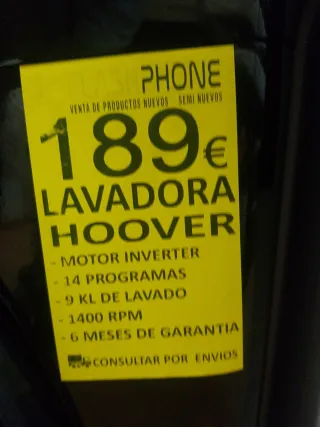 PHONE
VENTA DE PRODUCTOS NUEVOS SEMI NUEVOS
189€
LAVADORA
HOOVER
- MOTOR INVERTER
- 14 PROGRAMAS
- 9 KL DE LAVADO
- 1400 RPM
- 6 MESES DE GARANTIA
CONSULTAR POR ENVIOS